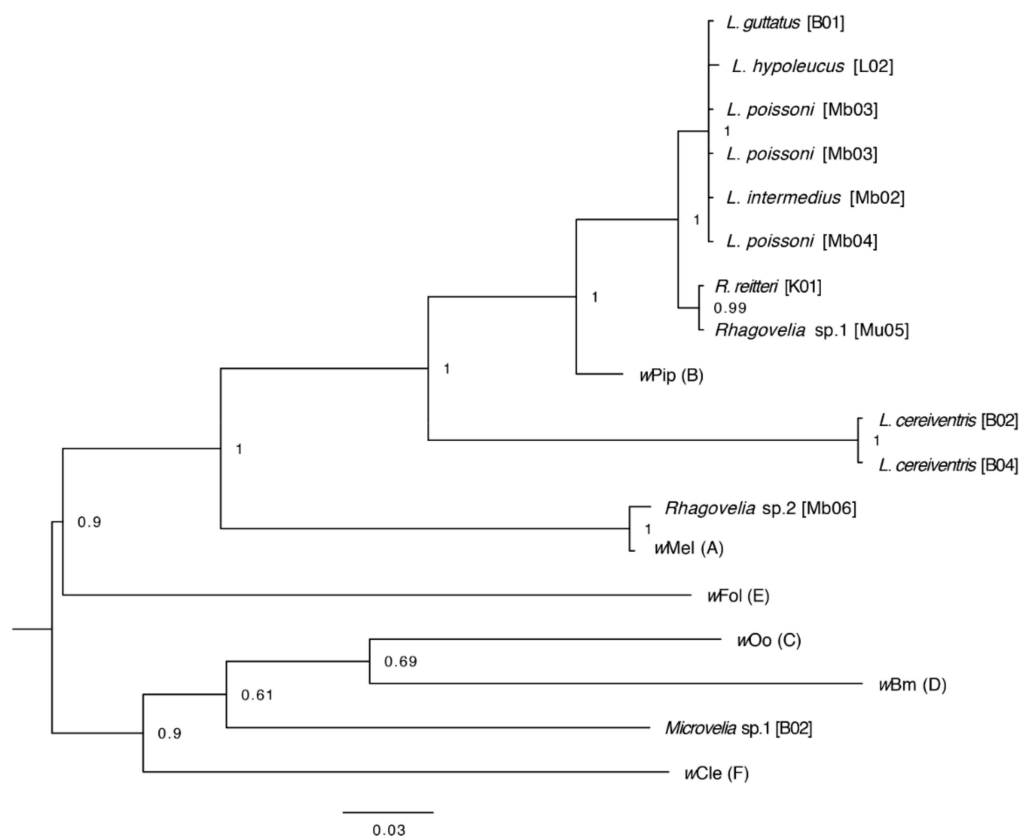 L. guttatus [B01]
L. hypoleucus [L02]
L. poissoni [Mb03]
1
L. poissoni [Mb03]
L. intermedius [Mb02]
1
L. poissoni [Mb04]
R. reitteri [K01]
1
0.99
Rhagovelia sp.1 [Mu05]
1
wPip (B)
L. cereiventris [B02]
1
1
L. cereiventris [B04]
Rhagovelia sp.2 [Mb06]
0.9
1
wMel (A)
wFol (E)
wOo (C)
0.69
wBm (D)
0.61
Microvelia sp.1 [B02]
0.9
wCle (F)
0.03